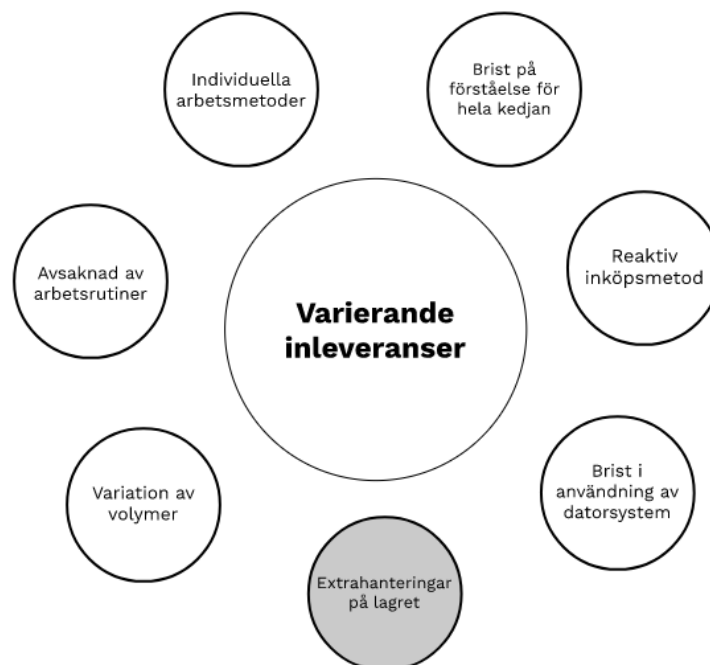 Individuella
arbetsmetoder
Brist på
förståelse för
hela kedjan
Avsaknad av
arbetsrutiner
Reaktiv
inköpsmetod
Varierande
inleveranser
Variation av
volymer
Brist i
användning av
datorsystem
Extrahanteringar
på lagret